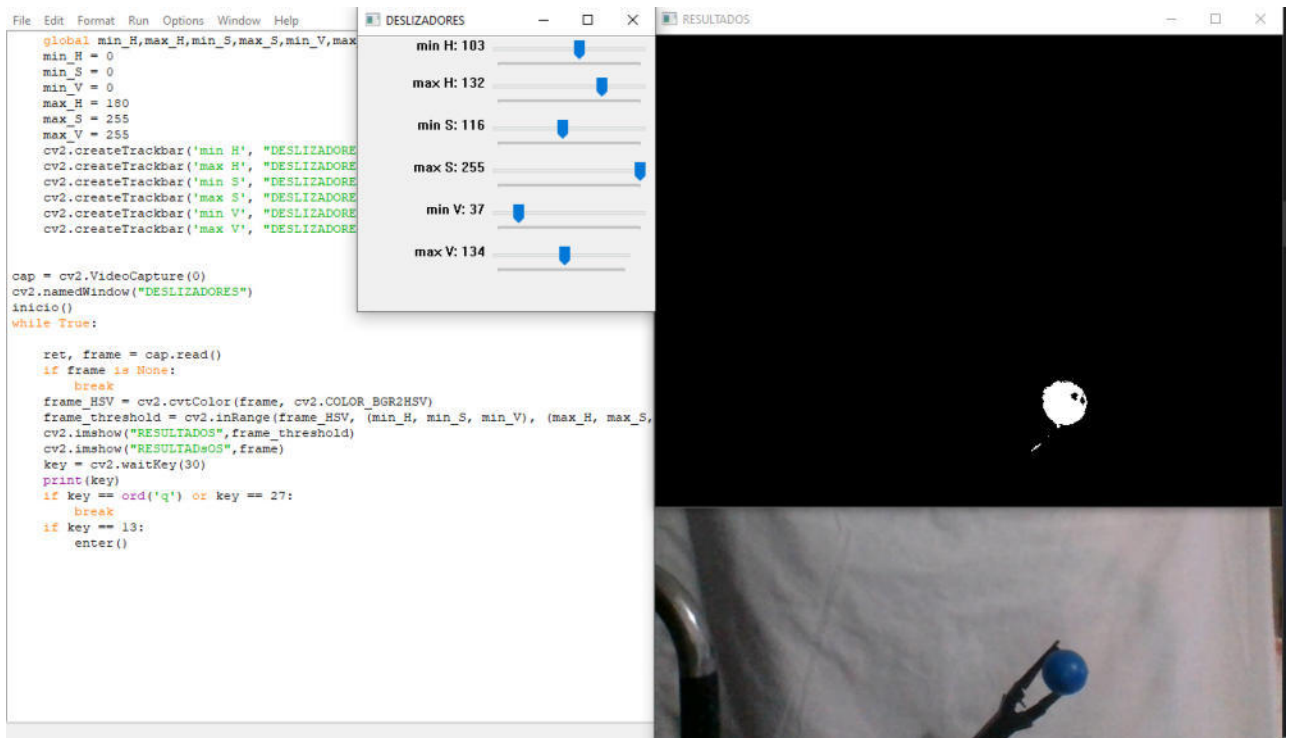 File Edit Format Run Options Window Help
global min_H,max_H,min_S,max_S,min_V,max
min_H = 0
min_S = 0
min_V = 0
max_H = 180
max_S = 255
max_V = 255
cv2.createTrackbar('min H', "DESLIZADORE
cv2.createTrackbar('max H', "DESLIZADORE
cv2.createTrackbar('min S', "DESLIZADORE
cv2.createTrackbar('max S', "DESLIZADORE
cv2.createTrackbar('min V', "DESLIZADORE
cv2.createTrackbar('max V', "DESLIZADORE
cap = cv2.VideoCapture(0)
cv2.namedWindow("DESLIZADORES")
inicio()
while True:
ret, frame = cap.read()
if frame is None:
break
frame_HSV = cv2.cvtColor(frame, cv2.COLOR_BGR2HSV)
frame_threshold = cv2.inRange(frame_HSV, (min_H, min_S, min_V), (max_H, max_S,
cv2.imshow("RESULTADOS",frame_threshold)
cv2.imshow("RESULTADsOS",frame)
key = cv2.waitKey(30)
print(key)
if key == ord('q') or key == 27:
break
if key == 13:
enter()
DESLIZADORES
min H: 103
max H: 132
min S: 116
max S: 255
min V: 37
max V: 134
RESULTADOS